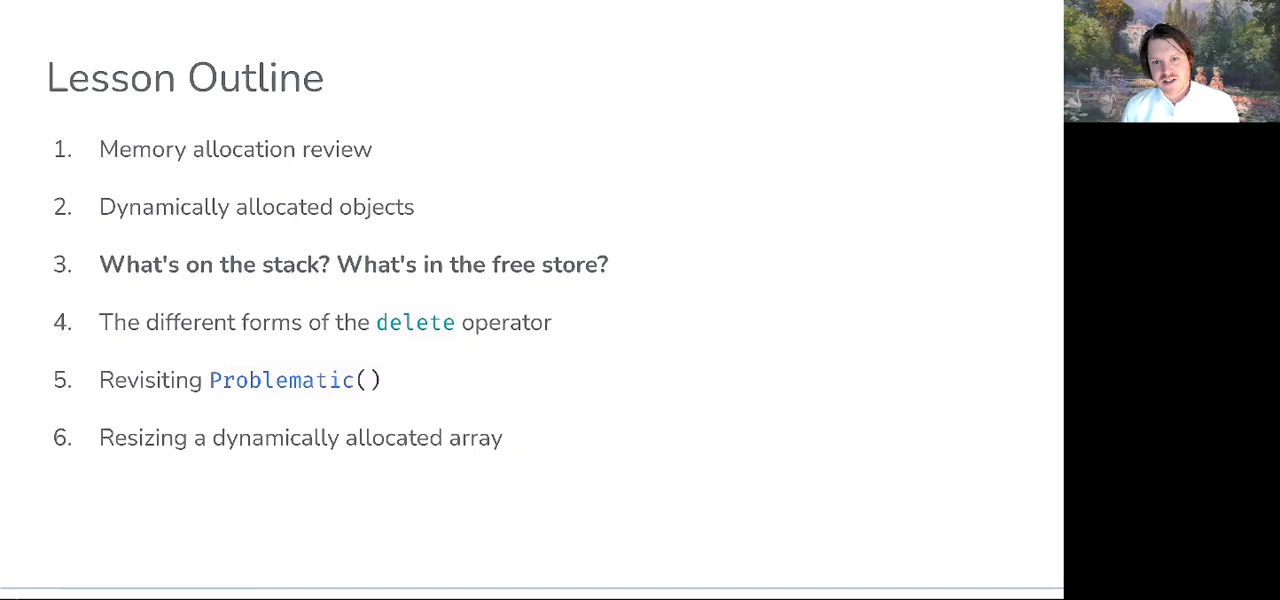 Lesson Outline
1. Memory allocation review
2. Dynamically allocated objects
3. What's on the stack? What's in the free store?
4. The different forms of the delete operator
5. Revisiting Problematic()
6. Resizing a dynamically allocated array